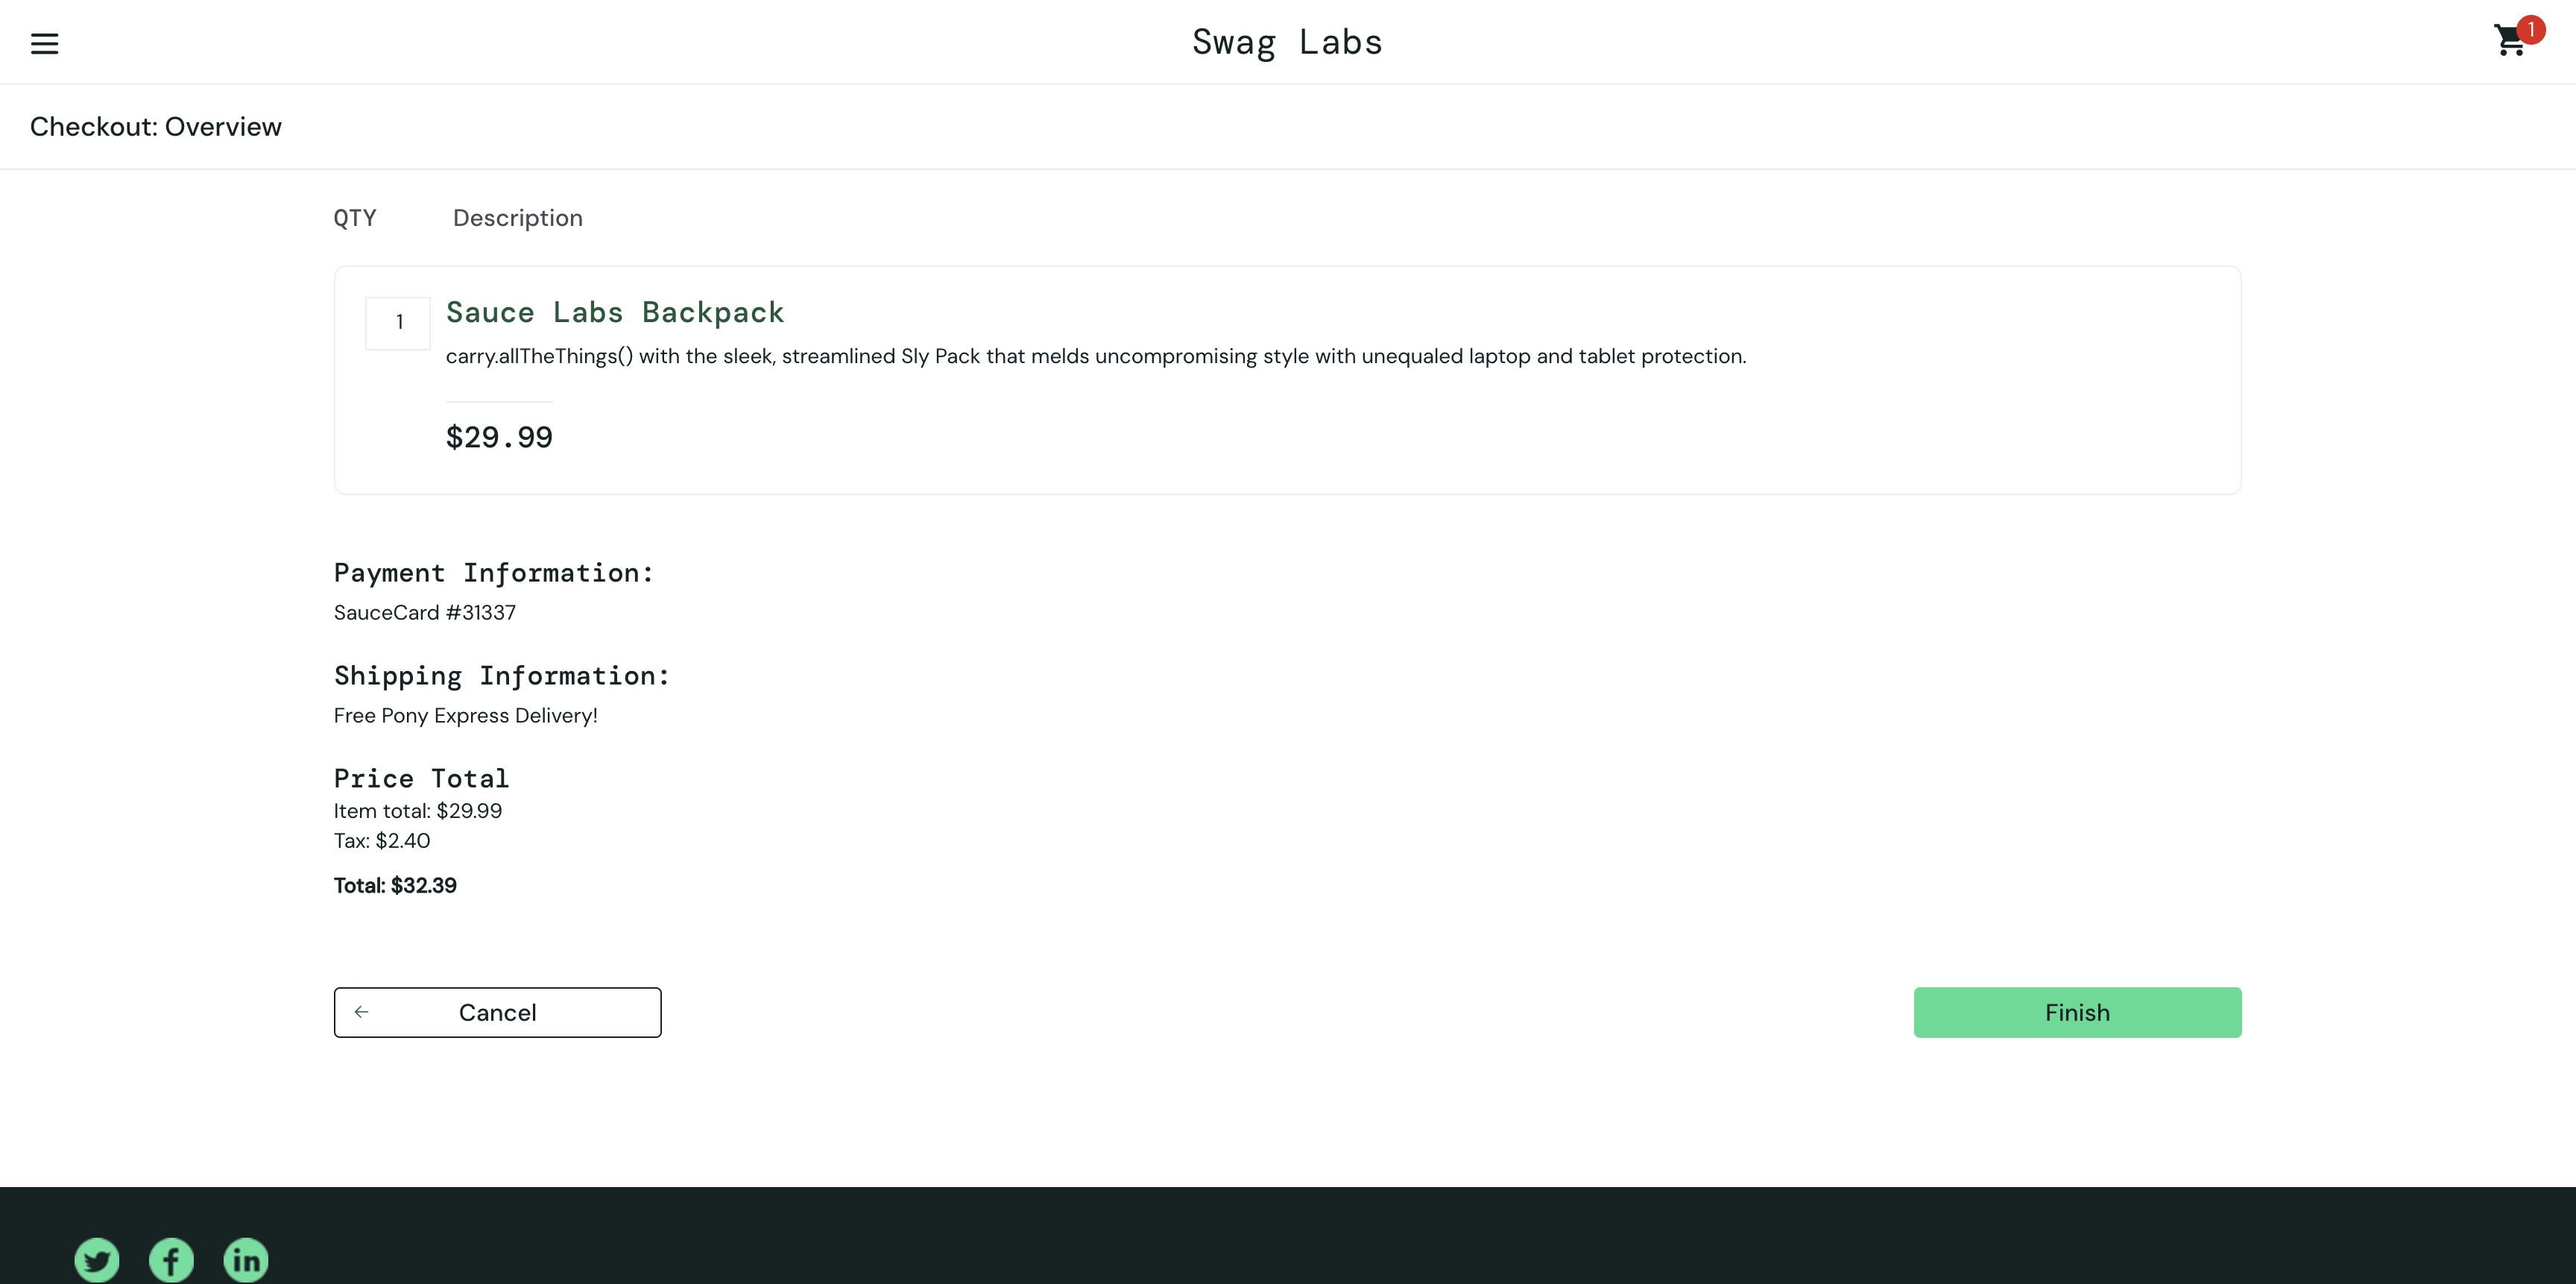 Swag Labs
1
Checkout: Overview
QTY Description
1
Sauce Labs Backpack
carry.allTheThings() with the sleek, streamlined Sly Pack that melds uncompromising style with unequaled laptop and tablet protection.
$29.99
Payment Information:
SauceCard #31337
Shipping Information:
Free Pony Express Delivery!
Price Total
Item total: $29.99
Tax: $2.40
Total: $32.39
Cancel
Finish
f
in